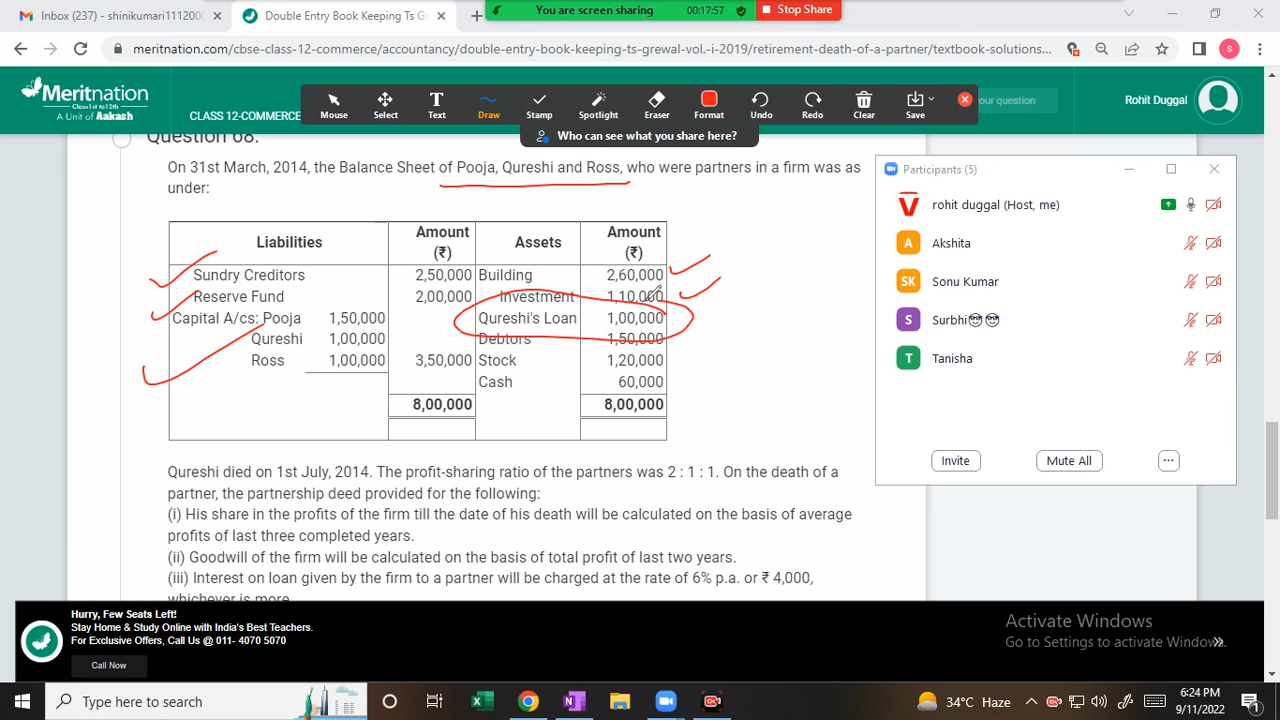 Inbox (237) - shinikumari111200
Double Entry Book Keeping Ts Gr
You are screen sharing
00:17:57
Stop Share
meritnation.com/cbse-class-12-commerce/accountancy/double-entry-book-keeping-ts-grewal-vol.-i-2019/retirement-death-of-a-partner/textbook-solutions...
S
Meritnation
Class 1st to 12th
A Unit of Aakash
CLASS 12-COMMERCE
Mouse
Select
Text
Draw
Stamp
Spotlight
Eraser
Format
Undo
Redo
Clear
Save
your question
Rohit Duggal
Who can see what you share here?
Question 68:
On 31st March, 2014, the Balance Sheet of Pooja, Qureshi and Ross, who were partners in a firm was as
under:
Liabilities Amount (₹) Assets Amount (₹)
Sundry Creditors 2,50,000 Building 2,60,000
Reserve Fund 2,00,000 Investment 1,10,000
Capital A/cs: Pooja 1,50,000 Qureshi's Loan 1,00,000
Qureshi 1,00,000 Debtors 1,50,000
Ross 1,00,000 3,50,000 Stock 1,20,000
Cash 60,000
8,00,000 8,00,000
Qureshi died on 1st July, 2014. The profit-sharing ratio of the partners was 2 : 1 : 1. On the death of a
partner, the partnership deed provided for the following:
(i) His share in the profits of the firm till the date of his death will be calculated on the basis of average
profits of last three completed years.
(ii) Goodwill of the firm will be calculated on the basis of total profit of last two years.
(iii) Interest on loan given by the firm to a partner will be charged at the rate of 6% p.a. or ₹ 4,000,
whichever is more.
Participants (5)
V rohit duggal (Host, me)
A Akshita
SK Sonu Kumar
S Surbhi😎😎
T Tanisha
Invite
Mute All
...
Hurry, Few Seats Left!
Stay Home & Study Online with India's Best Teachers.
For Exclusive Offers, Call Us @ 011- 4070 5070
Call Now
Activate Windows
Go to Settings to activate Windows.
Type here to search
34°C Haze
6:24 PM
9/11/2022
1